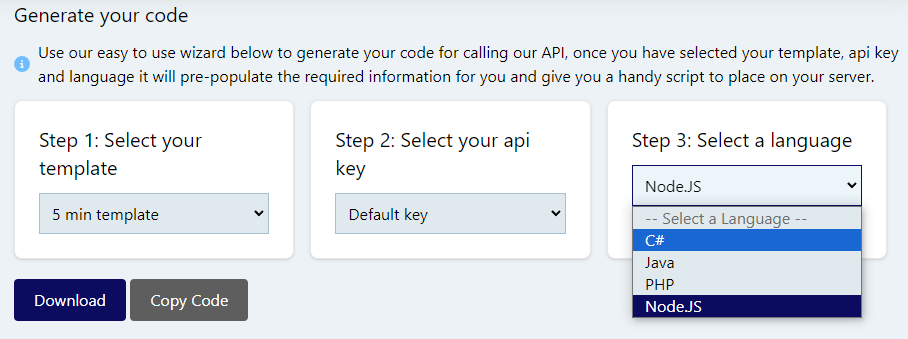 Generate your code
Use our easy to use wizard below to generate your code for calling our API, once you have selected your template, api key
and language it will pre-populate the required information for you and give you a handy script to place on your server.
Step 1: Select your
template
5 min template
Step 2: Select your api
key
Default key
Step 3: Select a language
Node.JS
-- Select a Language --
C#
Java
PHP
Node.JS
Download
Copy Code